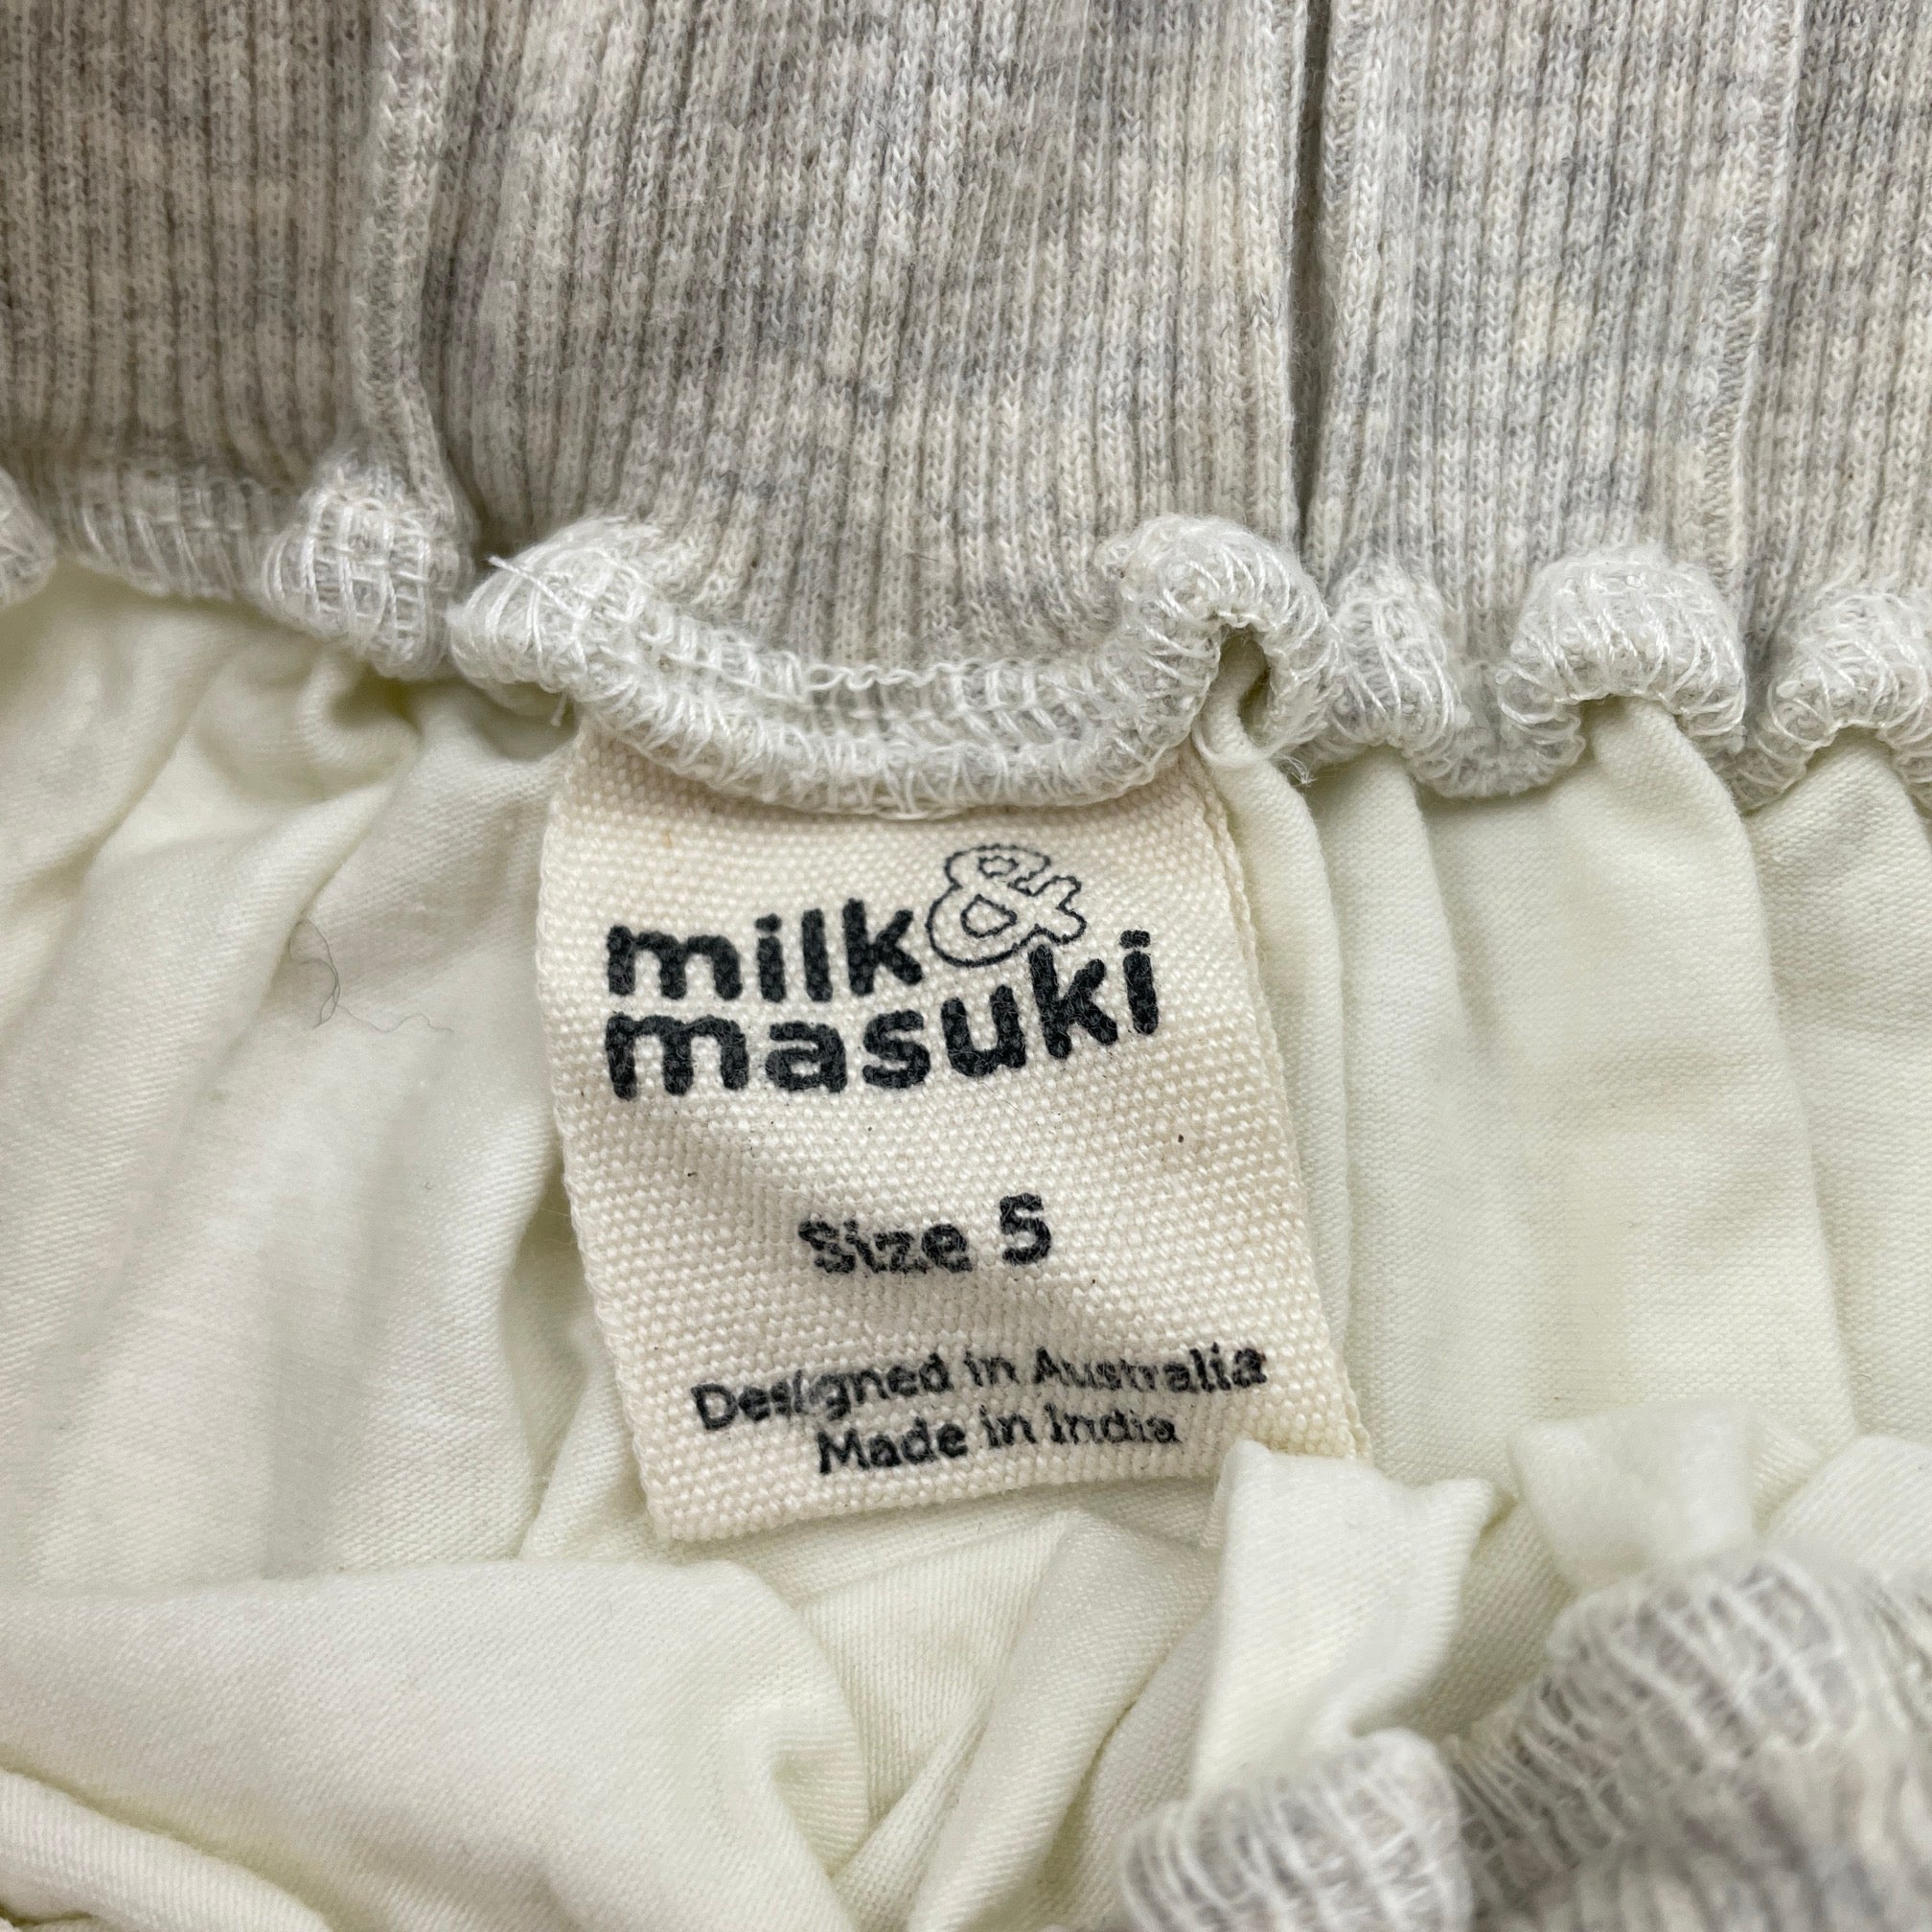 milk &
masuki
Size 5
Designed in Australia
Made in India